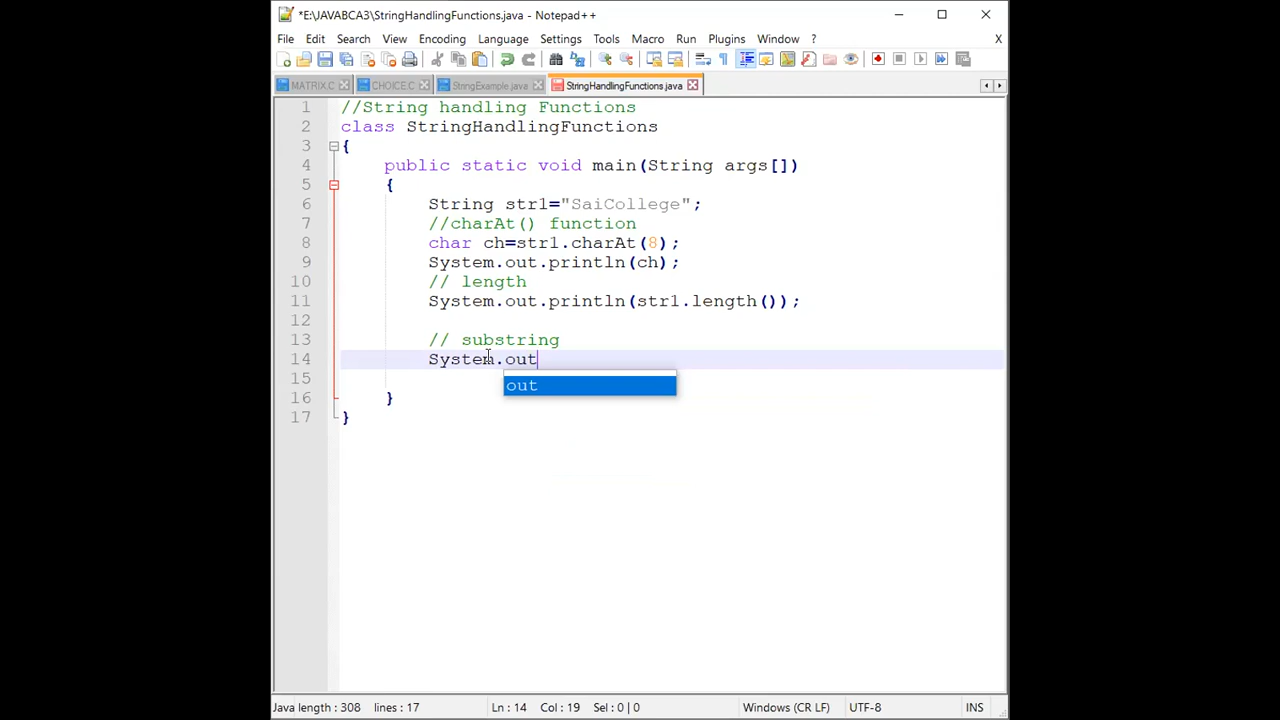 *E:\JAVABCA3\StringHandlingFunctions.java - Notepad++
File Edit Search View Encoding Language Settings Tools Macro Run Plugins Window ? X
MATRIX.C CHOICE.C StringExample.java StringHandlingFunctions.java
1 //String handling Functions
2 class StringHandlingFunctions
3 {
4 public static void main(String args[])
5 {
6 String str1="SaiCollege";
7 //charAt() function
8 char ch=str1.charAt(8);
9 System.out.println(ch);
10 // length
11 System.out.println(str1.length());
12
13 // substring
14 System.out
out
15
16 }
17 }
Java length : 308 lines : 17 Ln : 14 Col : 19 Sel : 0 | 0 Windows (CR LF) UTF-8 INS